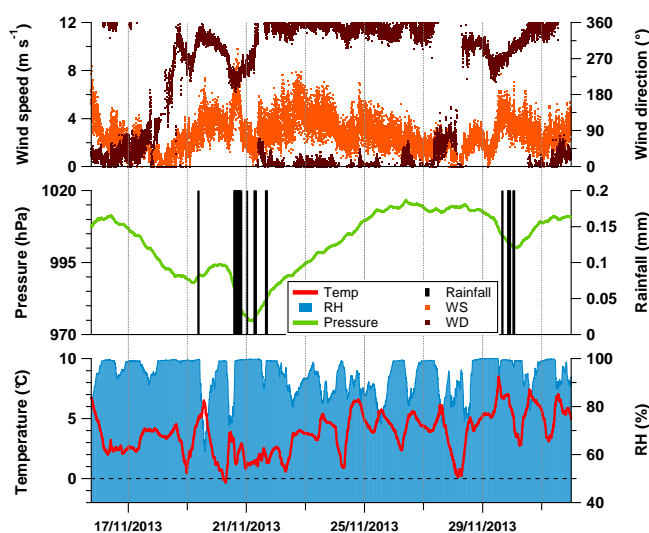 12
8
4
0
Wind speed (m s⁻¹)
360
270
180
90
0
Wind direction (°)
1020
995
970
Pressure (hPa)
0.2
0.15
0.1
0.05
0
Rainfall (mm)
Temp
RH
Pressure
Rainfall
WS
WD
10
5
0
Temperature (℃)
100
80
60
40
RH (%)
17/11/2013
21/11/2013
25/11/2013
29/11/2013